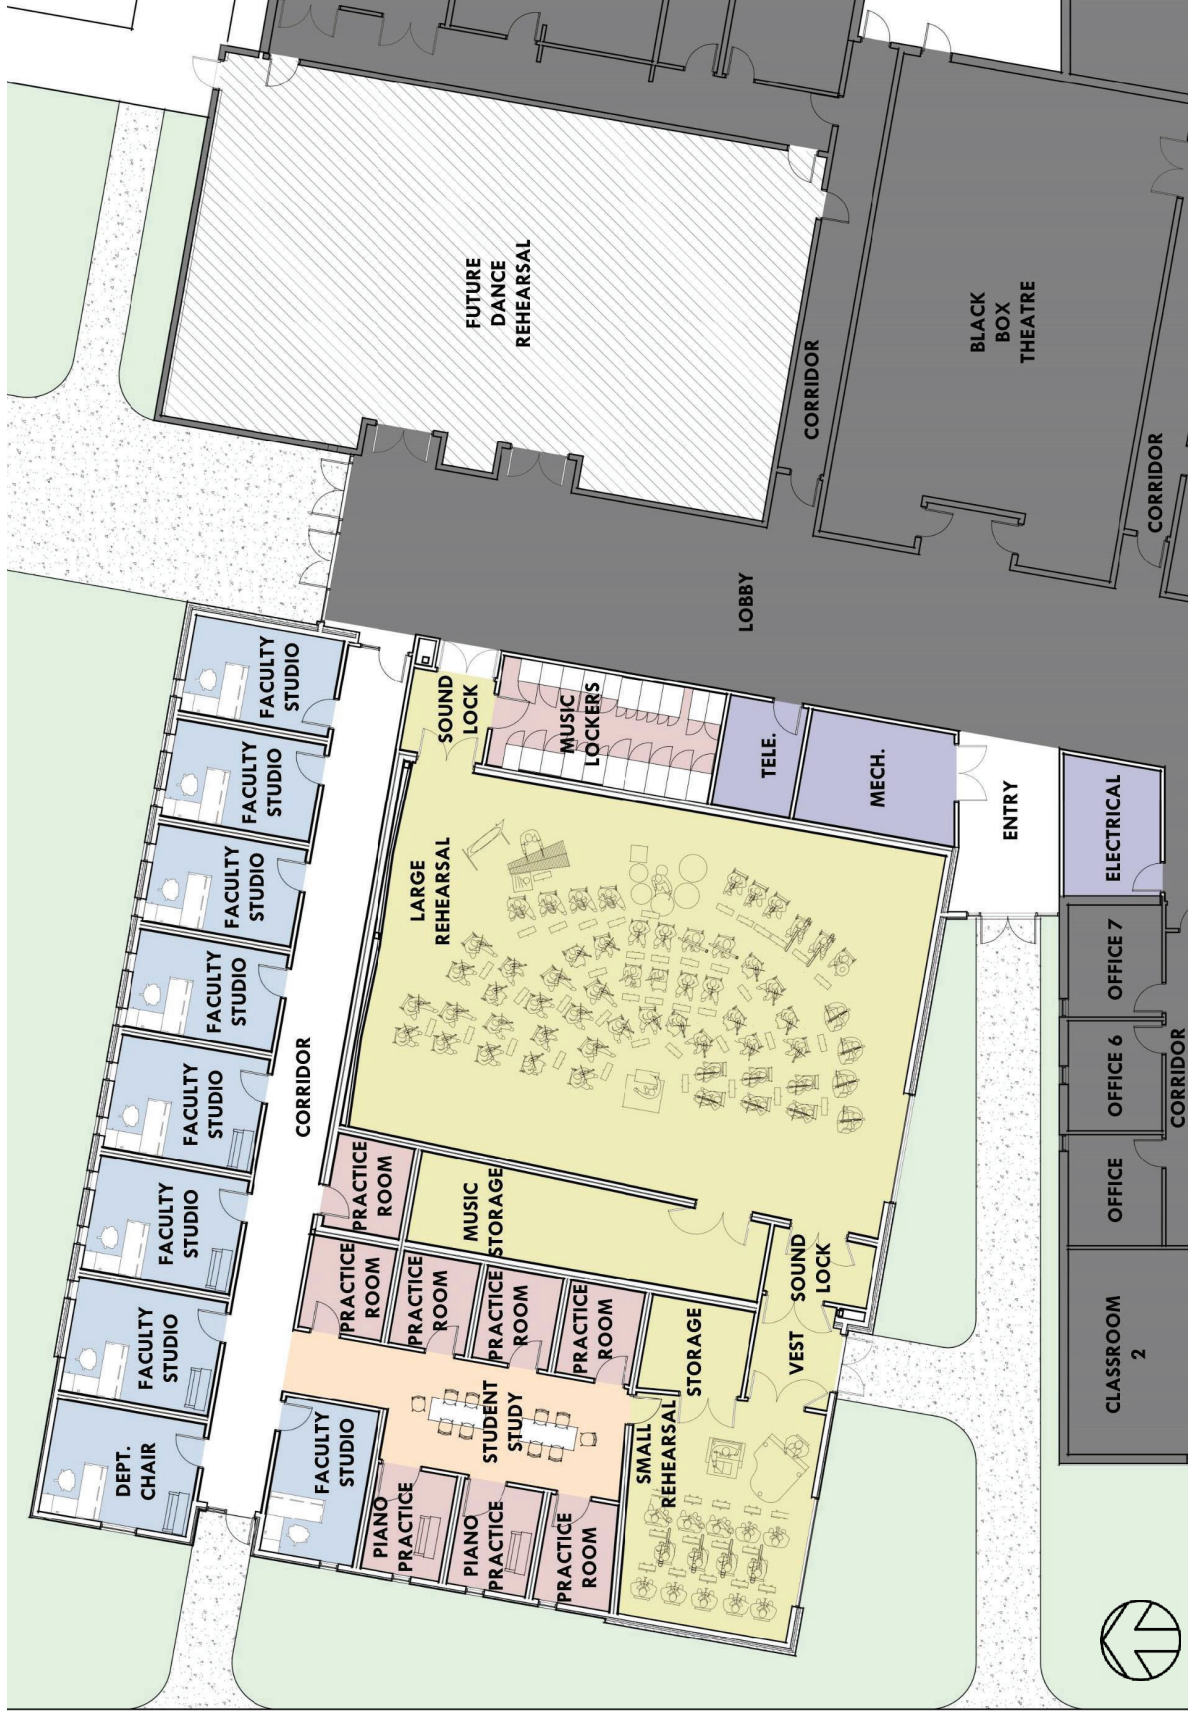 FUTURE
DANCE
REHEARSAL
CORRIDOR
BLACK
BOX
THEATRE
CORRIDOR
LOBBY
FACULTY
STUDIO
FACULTY
STUDIO
FACULTY
STUDIO
FACULTY
STUDIO
FACULTY
STUDIO
FACULTY
STUDIO
FACULTY
STUDIO
DEPT.
CHAIR
CORRIDOR
SOUND
LOCK
MUSIC
LOCKERS
TELE.
MECH.
ENTRY
ELECTRICAL
LARGE
REHEARSAL
OFFICE 7
OFFICE 6
OFFICE
CORRIDOR
CLASSROOM
2
PRACTICE
ROOM
MUSIC
STORAGE
SOUND
LOCK
PRACTICE
ROOM
PRACTICE
ROOM
PRACTICE
ROOM
PRACTICE
ROOM
STORAGE
VEST
STUDENT
STUDY
SMALL
REHEARSAL
FACULTY
STUDIO
PIANO
PRACTICE
PIANO
PRACTICE
PRACTICE
ROOM